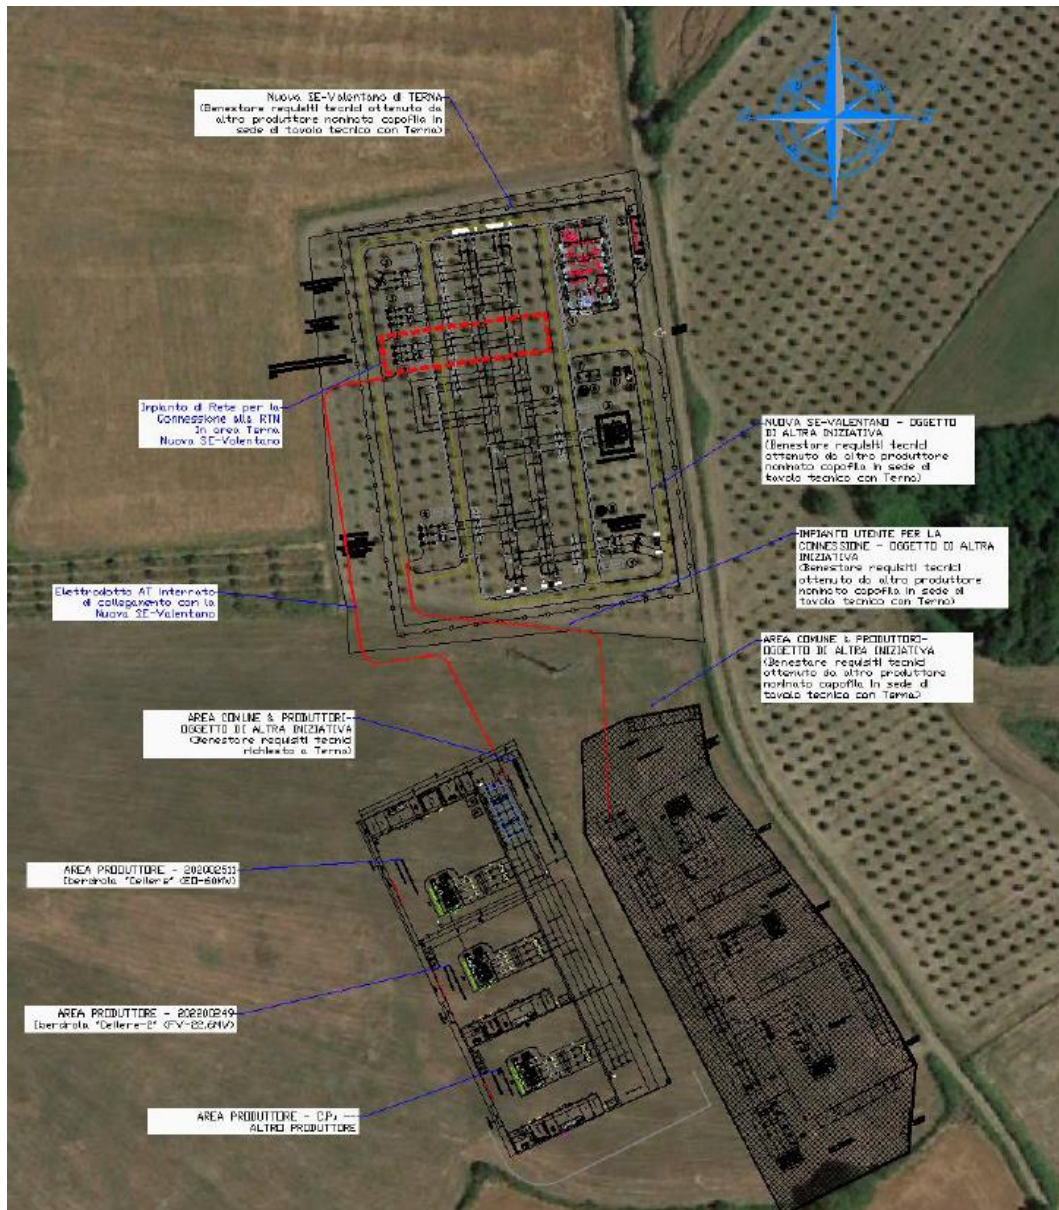 Nuova SE-Valentano di TERNA
(Benestare requisiti tecnici ottenuto da
altro produttore nominato capofila in
sede di tavolo tecnico con Terna)
Impianto di Rete per la
Connessione alla RTN
In area Terna
Nuova SE-Valentano
NUOVA SE-VALENTANO - OGGETTO
DI ALTRA INIZIATIVA
(Benestare requisiti tecnici
ottenuto da altro produttore
nominato capofila in sede di
tavolo tecnico con Terna)
IMPIANTO UTENTE PER LA
CONNESSIONE - OGGETTO DI ALTRA
INIZIATIVA
(Benestare requisiti tecnici
ottenuto da altro produttore
nominato capofila in sede di
tavolo tecnico con Terna)
Elettrodotto AT interrato
di collegamento con la
Nuova SE-Valentano
AREA COMUNE & PRODUTTORI-
OGGETTO DI ALTRA INIZIATIVA
(Benestare requisiti tecnici
ottenuto da altro produttore
nominato capofila in sede di
tavolo tecnico con Terna)
AREA COMUNE & PRODUTTORI-
OGGETTO DI ALTRA INIZIATIVA
(Benestare requisiti tecnici
richiesto a Terna)
AREA PRODUTTORE - 202002511
Iberdrola "Cellere" (EO-60MW)
AREA PRODUTTORE - 202200249
Iberdrola "Cellere-2" (FV-22,6MW)
AREA PRODUTTORE - C.P. ---
ALTRO PRODUTTORE